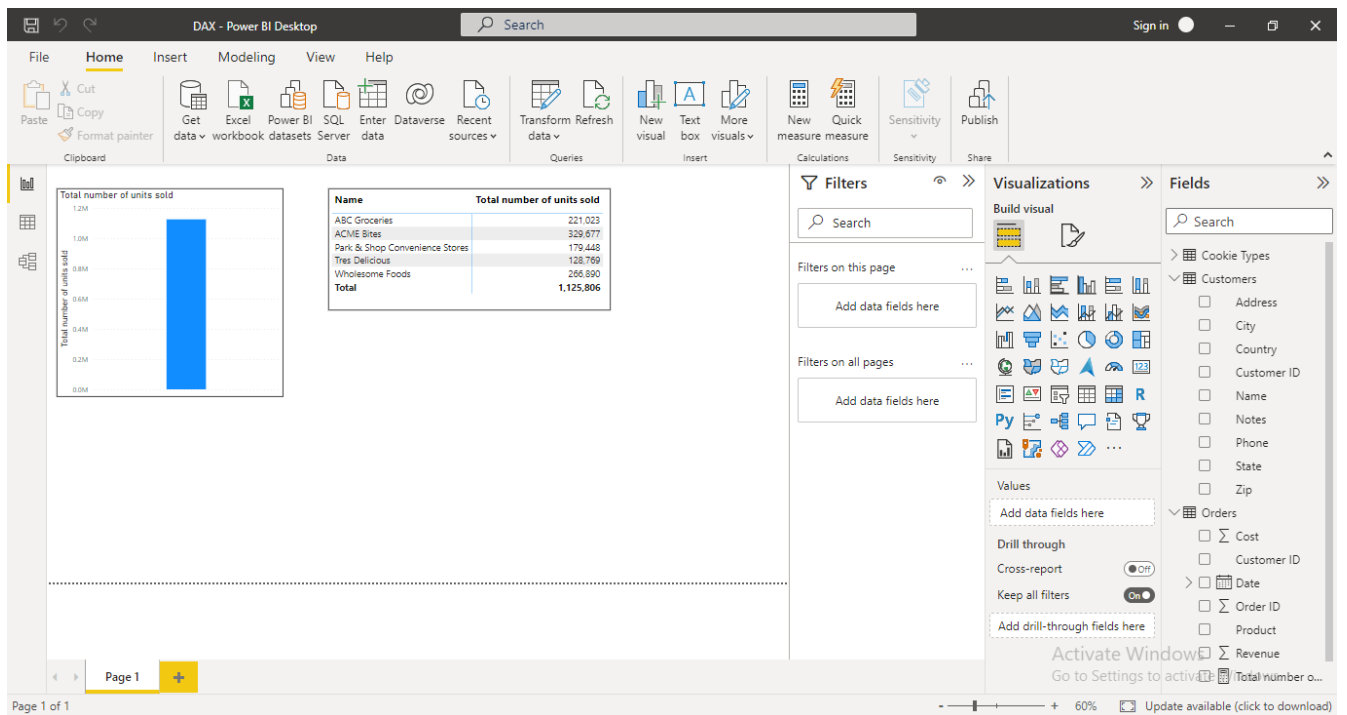 DAX - Power BI Desktop
Search
Sign in
File Home Insert Modeling View Help
Paste
Cut
Copy
Format painter
Clipboard
Get data
Excel workbook
Power BI datasets
SQL Server
Enter data
Dataverse
Recent sources
Data
Transform data
Refresh
Queries
New visual
Text box
More visuals
Insert
New measure
Quick measure
Calculations
Sensitivity
Sensitivity
Publish
Share
Total number of units sold
Total number of units sold
1.2M
1.0M
0.8M
0.6M
0.4M
0.2M
0.0M
Name Total number of units sold
ABC Groceries 221,023
ACME Bites 329,677
Park & Shop Convenience Stores 179,448
Tres Delicious 128,769
Wholesome Foods 266,890
Total 1,125,806
Filters
Search
Filters on this page ...
Add data fields here
Filters on all pages ...
Add data fields here
Visualizations
Build visual
123
R
Py
...
Values
Add data fields here
Drill through
Cross-report Off
Keep all filters On
Add drill-through fields here
Fields
Search
Cookie Types
Customers
Address
City
Country
Customer ID
Name
Notes
Phone
State
Zip
Orders
Σ Cost
Customer ID
Date
Σ Order ID
Product
Σ Revenue
Total number o...
Activate Windows
Go to Settings to activate Windows.
Page 1
+
Page 1 of 1
- + 60%
Update available (click to download)